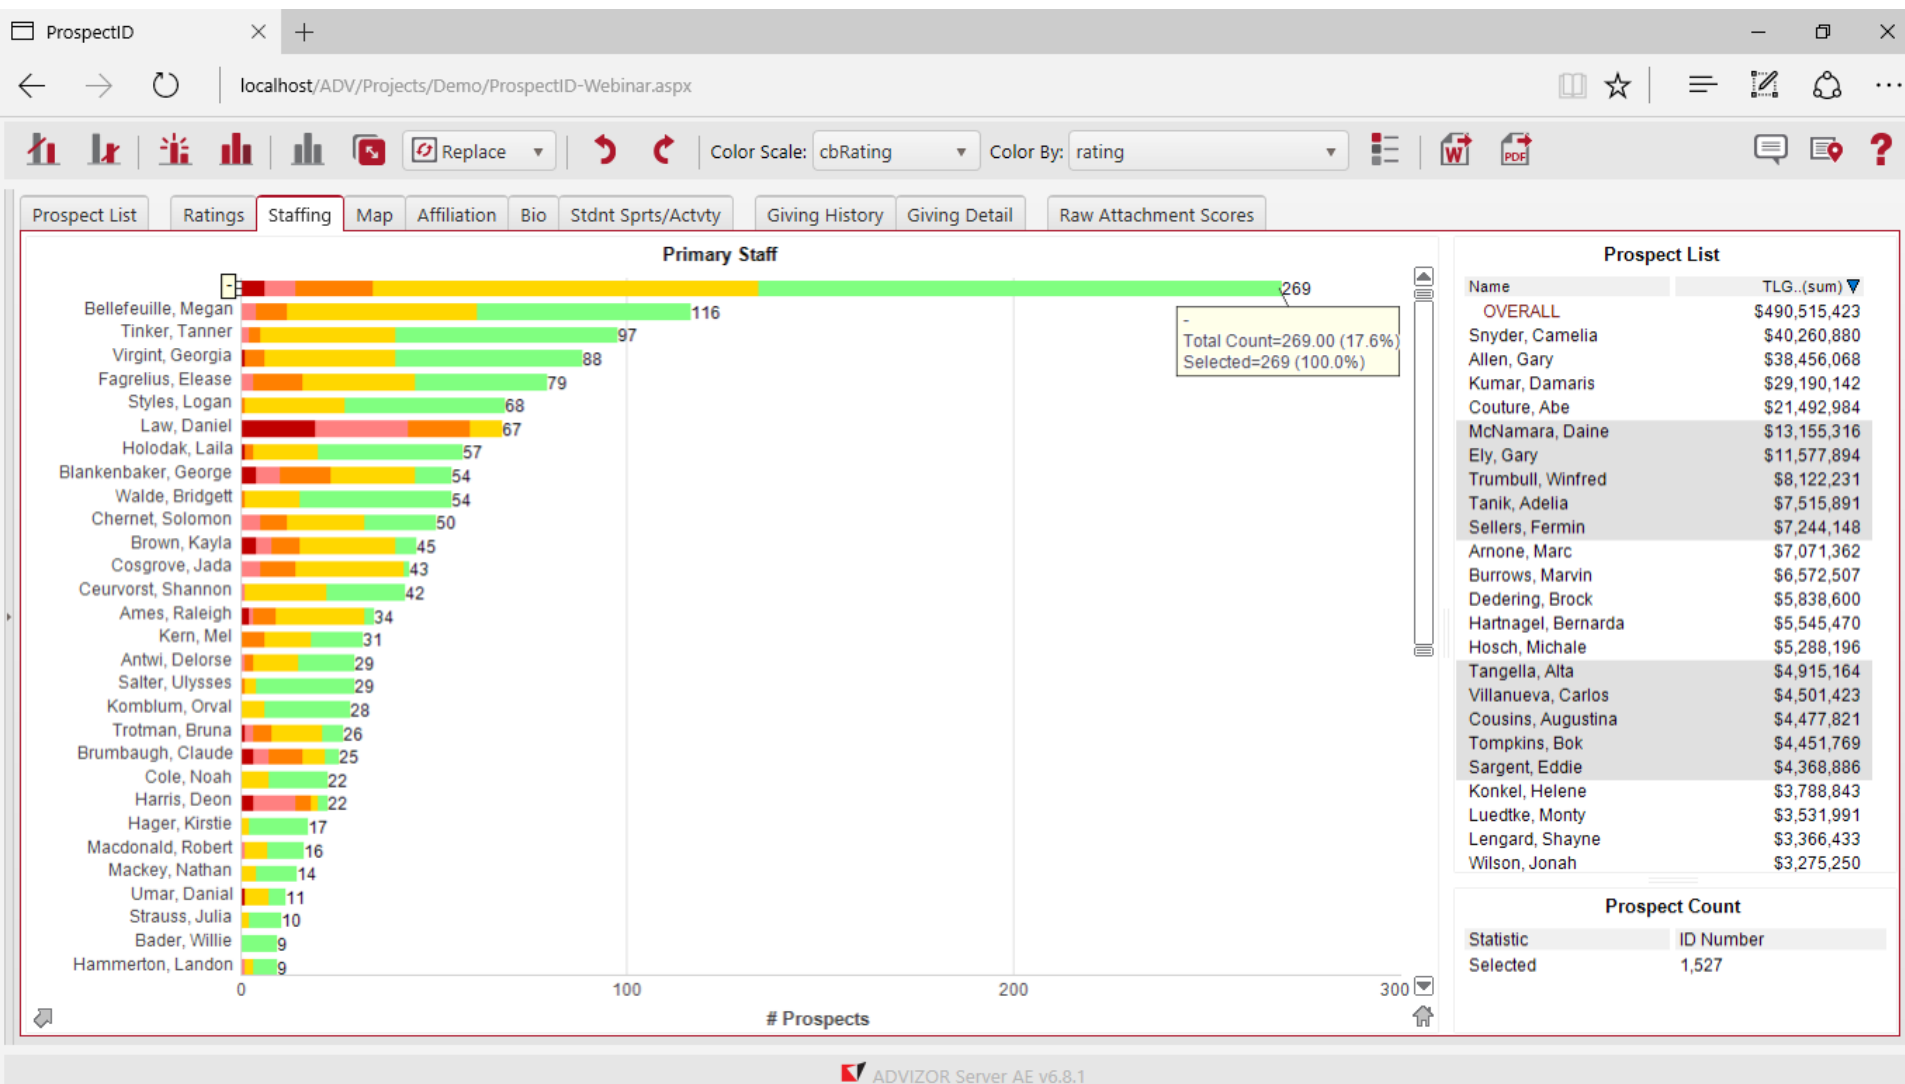 ProspectID
localhost/ADV/Projects/Demo/ProspectID-Webinar.aspx
Replace Color Scale: cbRating Color By: rating W PDF ?
Prospect List Ratings Staffing Map Affiliation Bio Stdnt Sprts/Actvty Giving History Giving Detail Raw Attachment Scores
Primary Staff
- 269
Bellefeuille, Megan 116
Tinker, Tanner 97
Virgint, Georgia 88
Fagrelius, Elease 79
Styles, Logan 68
Law, Daniel 67
Holodak, Laila 57
Blankenbaker, George 54
Walde, Bridgett 54
Chernet, Solomon 50
Brown, Kayla 45
Cosgrove, Jada 43
Ceurvorst, Shannon 42
Ames, Raleigh 34
Kern, Mel 31
Antwi, Delorse 29
Salter, Ulysses 29
Komblum, Orval 28
Trotman, Bruna 26
Brumbaugh, Claude 25
Cole, Noah 22
Harris, Deon 22
Hager, Kirstie 17
Macdonald, Robert 16
Mackey, Nathan 14
Umar, Danial 11
Strauss, Julia 10
Bader, Willie 9
Hammerton, Landon 9
0 100 200 300
# Prospects
-
Total Count=269.00 (17.6%)
Selected=269 (100.0%)
Prospect List
Name TLG..(sum)
OVERALL $490,515,423
Snyder, Camelia $40,260,880
Allen, Gary $38,456,068
Kumar, Damaris $29,190,142
Couture, Abe $21,492,984
McNamara, Daine $13,155,316
Ely, Gary $11,577,894
Trumbull, Winfred $8,122,231
Tanik, Adelia $7,515,891
Sellers, Fermin $7,244,148
Arnone, Marc $7,071,362
Burrows, Marvin $6,572,507
Dedering, Brock $5,838,600
Hartnagel, Bernarda $5,545,470
Hosch, Michale $5,288,196
Tangella, Alta $4,915,164
Villanueva, Carlos $4,501,423
Cousins, Augustina $4,477,821
Tompkins, Bok $4,451,769
Sargent, Eddie $4,368,886
Konkel, Helene $3,788,843
Luedtke, Monty $3,531,991
Lengard, Shayne $3,366,433
Wilson, Jonah $3,275,250
Prospect Count
Statistic ID Number
Selected 1,527
ADVIZOR Server AE v6.8.1